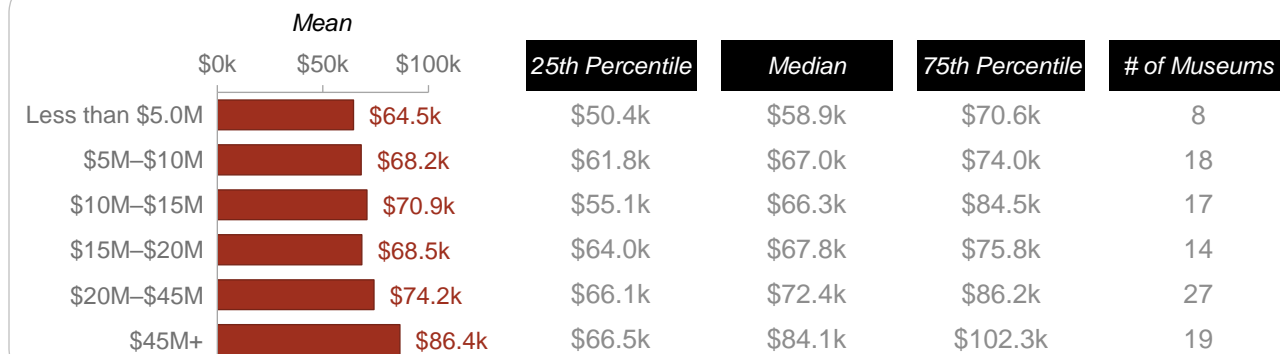 Mean
$0k $50k $100k 25th Percentile Median 75th Percentile # of Museums
Less than $5.0M $64.5k $50.4k $58.9k $70.6k 8
$5M–$10M $68.2k $61.8k $67.0k $74.0k 18
$10M–$15M $70.9k $55.1k $66.3k $84.5k 17
$15M–$20M $68.5k $64.0k $67.8k $75.8k 14
$20M–$45M $74.2k $66.1k $72.4k $86.2k 27
$45M+ $86.4k $66.5k $84.1k $102.3k 19